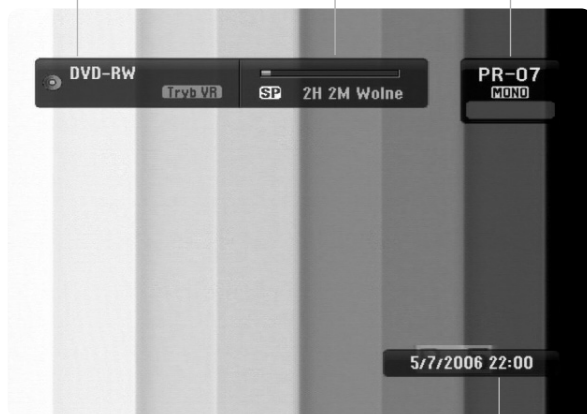 DVD-RW
Tryb VR
SP 2H 2M Wolne
PR-07
MONO
5/7/2006 22:00